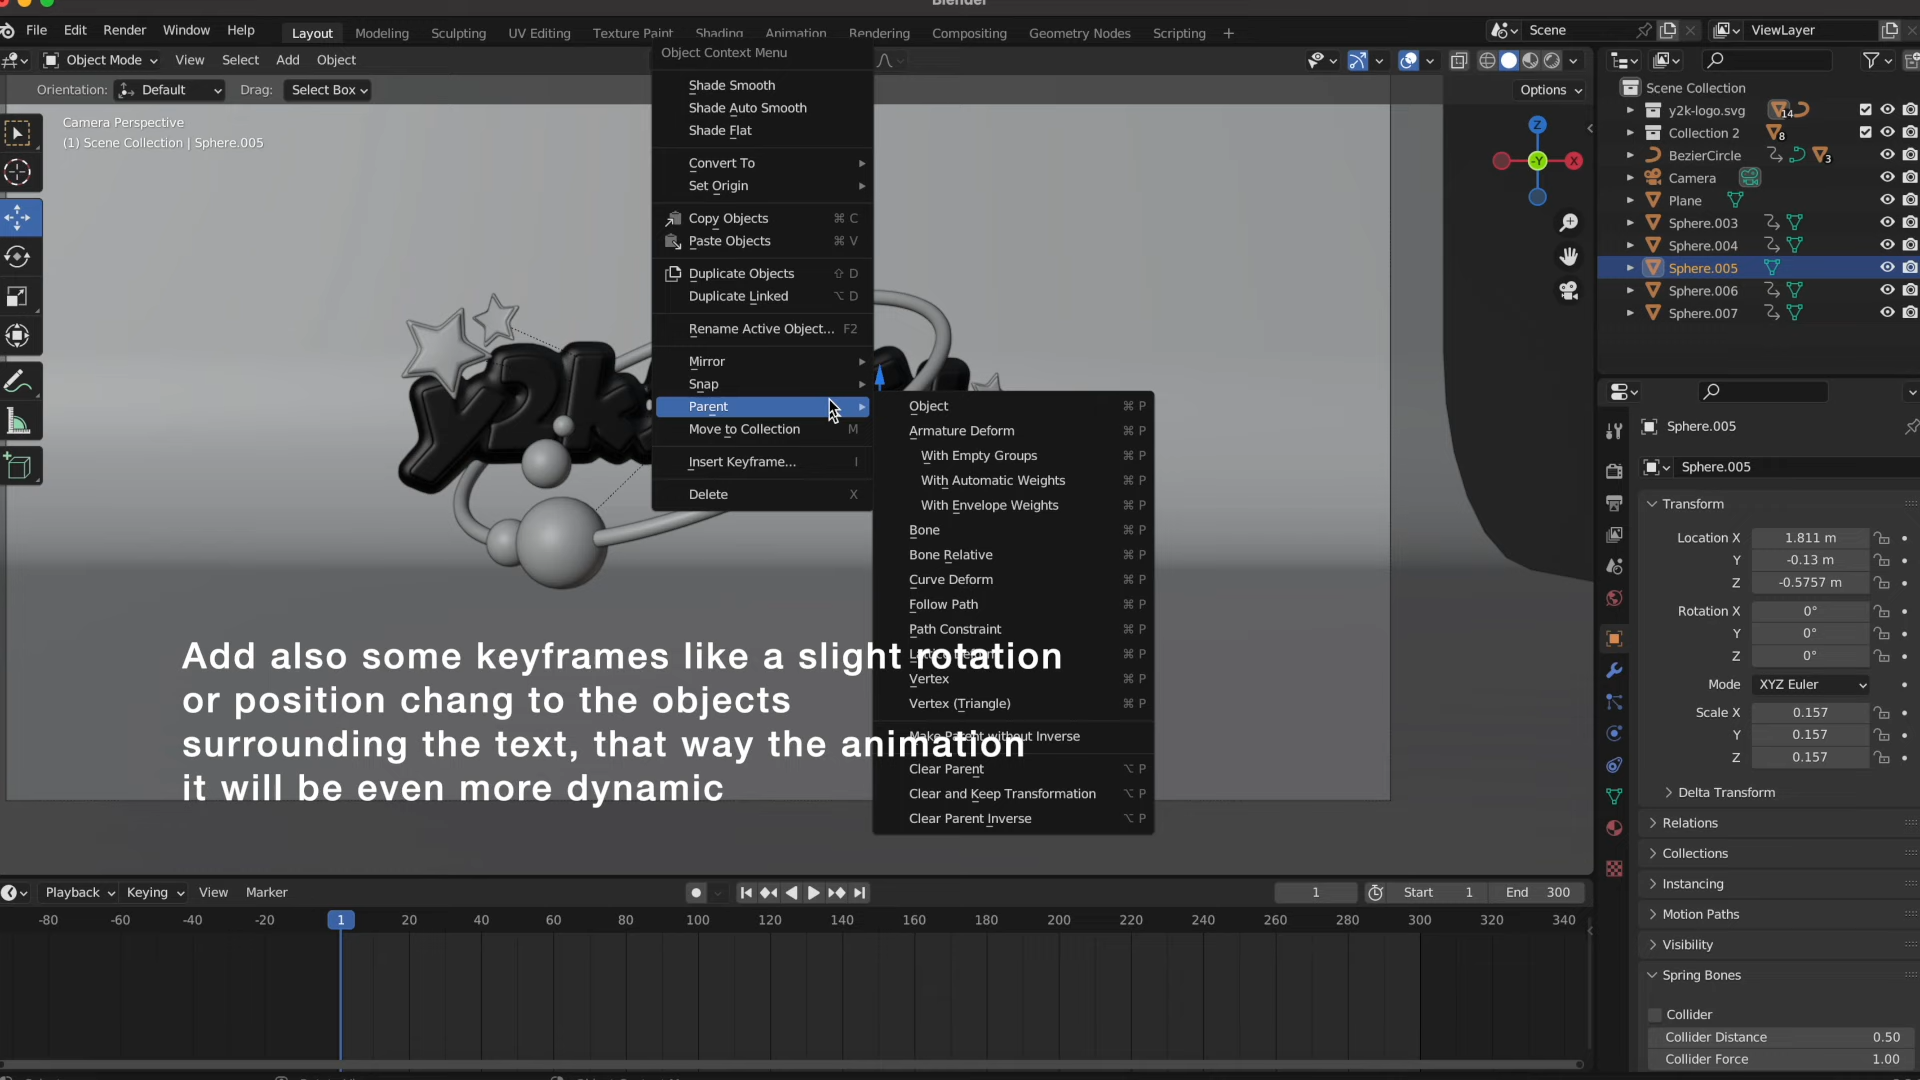 Blender
File Edit Render Window Help Layout Modeling Sculpting UV Editing Texture Paint Shading Animation Rendering Compositing Geometry Nodes Scripting + Scene ViewLayer
Object Mode View Select Add Object
Orientation: Default Drag: Select Box Options
Camera Perspective
(1) Scene Collection | Sphere.005
Object Context Menu
Shade Smooth
Shade Auto Smooth
Shade Flat
Convert To
Set Origin
Copy Objects ⌘ C
Paste Objects ⌘ V
Duplicate Objects ⇧ D
Duplicate Linked ⌥ D
Rename Active Object... F2
Mirror
Snap
Parent
Move to Collection M
Insert Keyframe... I
Delete X
Object ⌘ P
Armature Deform ⌘ P
With Empty Groups ⌘ P
With Automatic Weights ⌘ P
With Envelope Weights ⌘ P
Bone ⌘ P
Bone Relative ⌘ P
Curve Deform ⌘ P
Follow Path ⌘ P
Path Constraint ⌘ P
⌘ P
Vertex ⌘ P
Vertex (Triangle) ⌘ P
Make Parent without Inverse
Clear Parent ⌥ P
Clear and Keep Transformation ⌥ P
Clear Parent Inverse ⌥ P
Z
X
-Y
y2k
Add also some keyframes like a slight rotation
or position chang to the objects
surrounding the text, that way the animation
it will be even more dynamic
Scene Collection
y2k-logo.svg 14
Collection 2 8
BezierCircle 3
Camera
Plane
Sphere.003
Sphere.004
Sphere.005
Sphere.006
Sphere.007
Sphere.005
Sphere.005
Transform
Location X 1.811 m
Y -0.13 m
Z -0.5757 m
Rotation X 0°
Y 0°
Z 0°
Mode XYZ Euler
Scale X 0.157
Y 0.157
Z 0.157
Delta Transform
Relations
Collections
Instancing
Motion Paths
Visibility
Spring Bones
Collider
Collider Distance 0.50
Collider Force 1.00
Playback Keying View Marker 1 Start 1 End 300
-80 -60 -40 -20 1 20 40 60 80 100 120 140 160 180 200 220 240 260 280 300 320 340